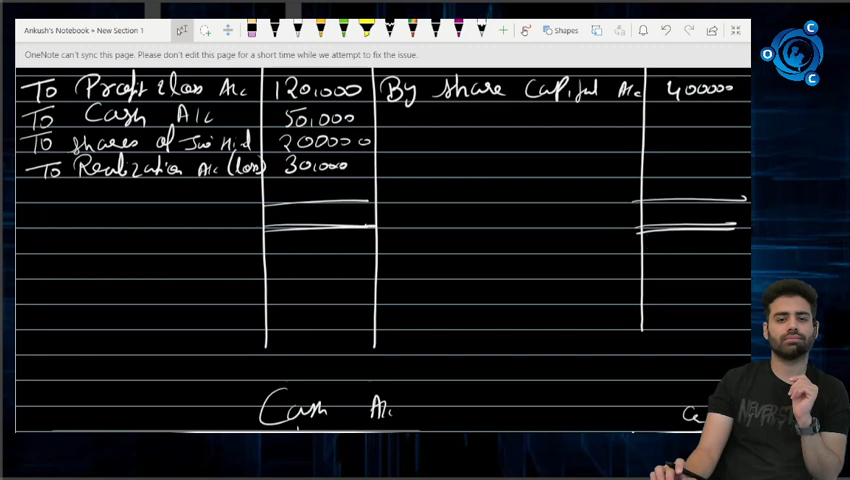 Ankush's Notebook » New Section 1
Shapes
OneNote can't sync this page. Please don't edit this page for a short time while we attempt to fix the issue.
To Profit & loss A/c 120,000 By Share Capital A/c 400000
To Cash A/c 50,000
To shares of Jai 200000
To Realization A/c (loss) 30,000
Cash A/c
C
O
C
NEVER